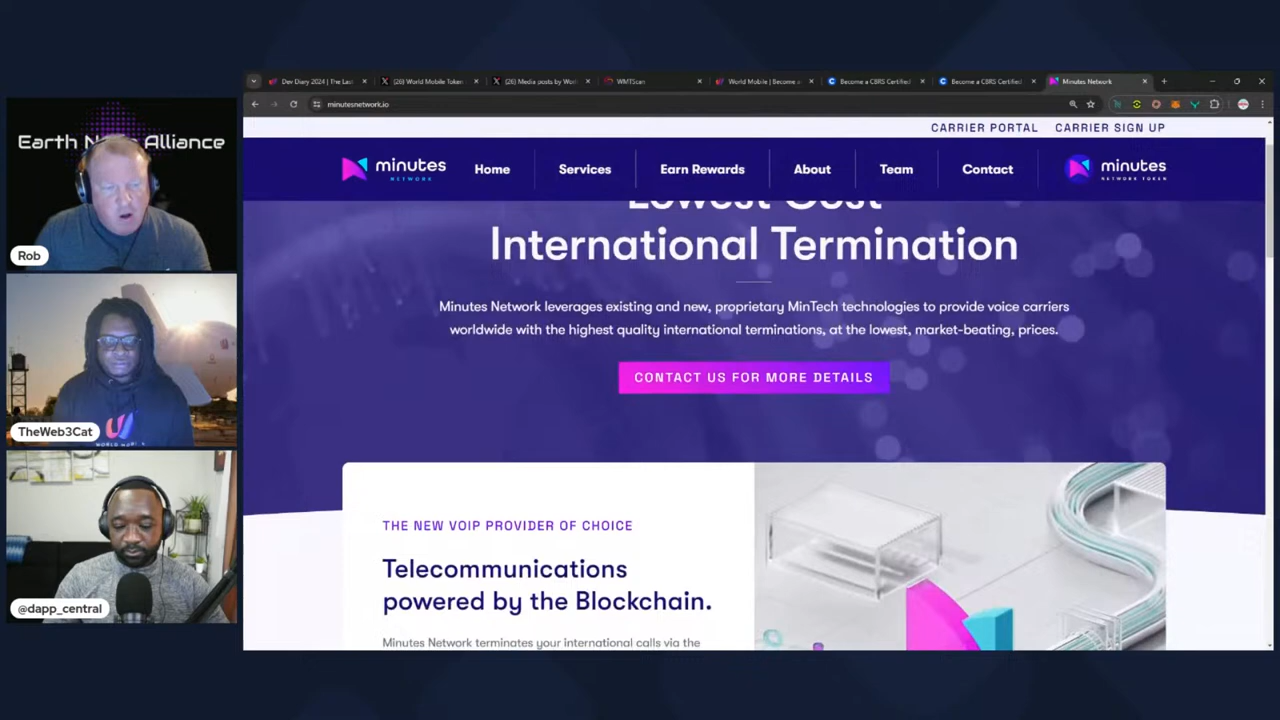 Earth N Alliance
Rob
TheWeb3Cat
@dapp_central
Dev Diary 2024 | The Las
(26) World Mobile Token
(26) Media posts by Wor
WMTScan
World Mobile | Become a
Become a CBRS Certified
Become a CBRS Certified
Minutes Network
minutesnetwork.io
CARRIER PORTAL CARRIER SIGN UP
minutes
NETWORK
Home
Services
Earn Rewards
About
Team
Contact
minutes
NETWORK TOKEN
Lowest Cost
International Termination
Minutes Network leverages existing and new, proprietary MinTech technologies to provide voice carriers
worldwide with the highest quality international terminations, at the lowest, market-beating, prices.
CONTACT US FOR MORE DETAILS
THE NEW VOIP PROVIDER OF CHOICE
Telecommunications
powered by the Blockchain.
Minutes Network terminates your international calls via the